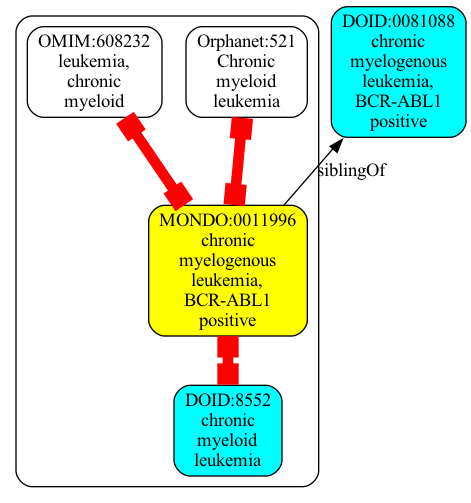 OMIM:608232
leukemia,
chronic
myeloid
Orphanet:521
Chronic
myeloid
leukemia
DOID:0081088
chronic
myelogenous
leukemia,
BCR-ABL1
positive
siblingOf
MONDO:0011996
chronic
myelogenous
leukemia,
BCR-ABL1
positive
DOID:8552
chronic
myeloid
leukemia